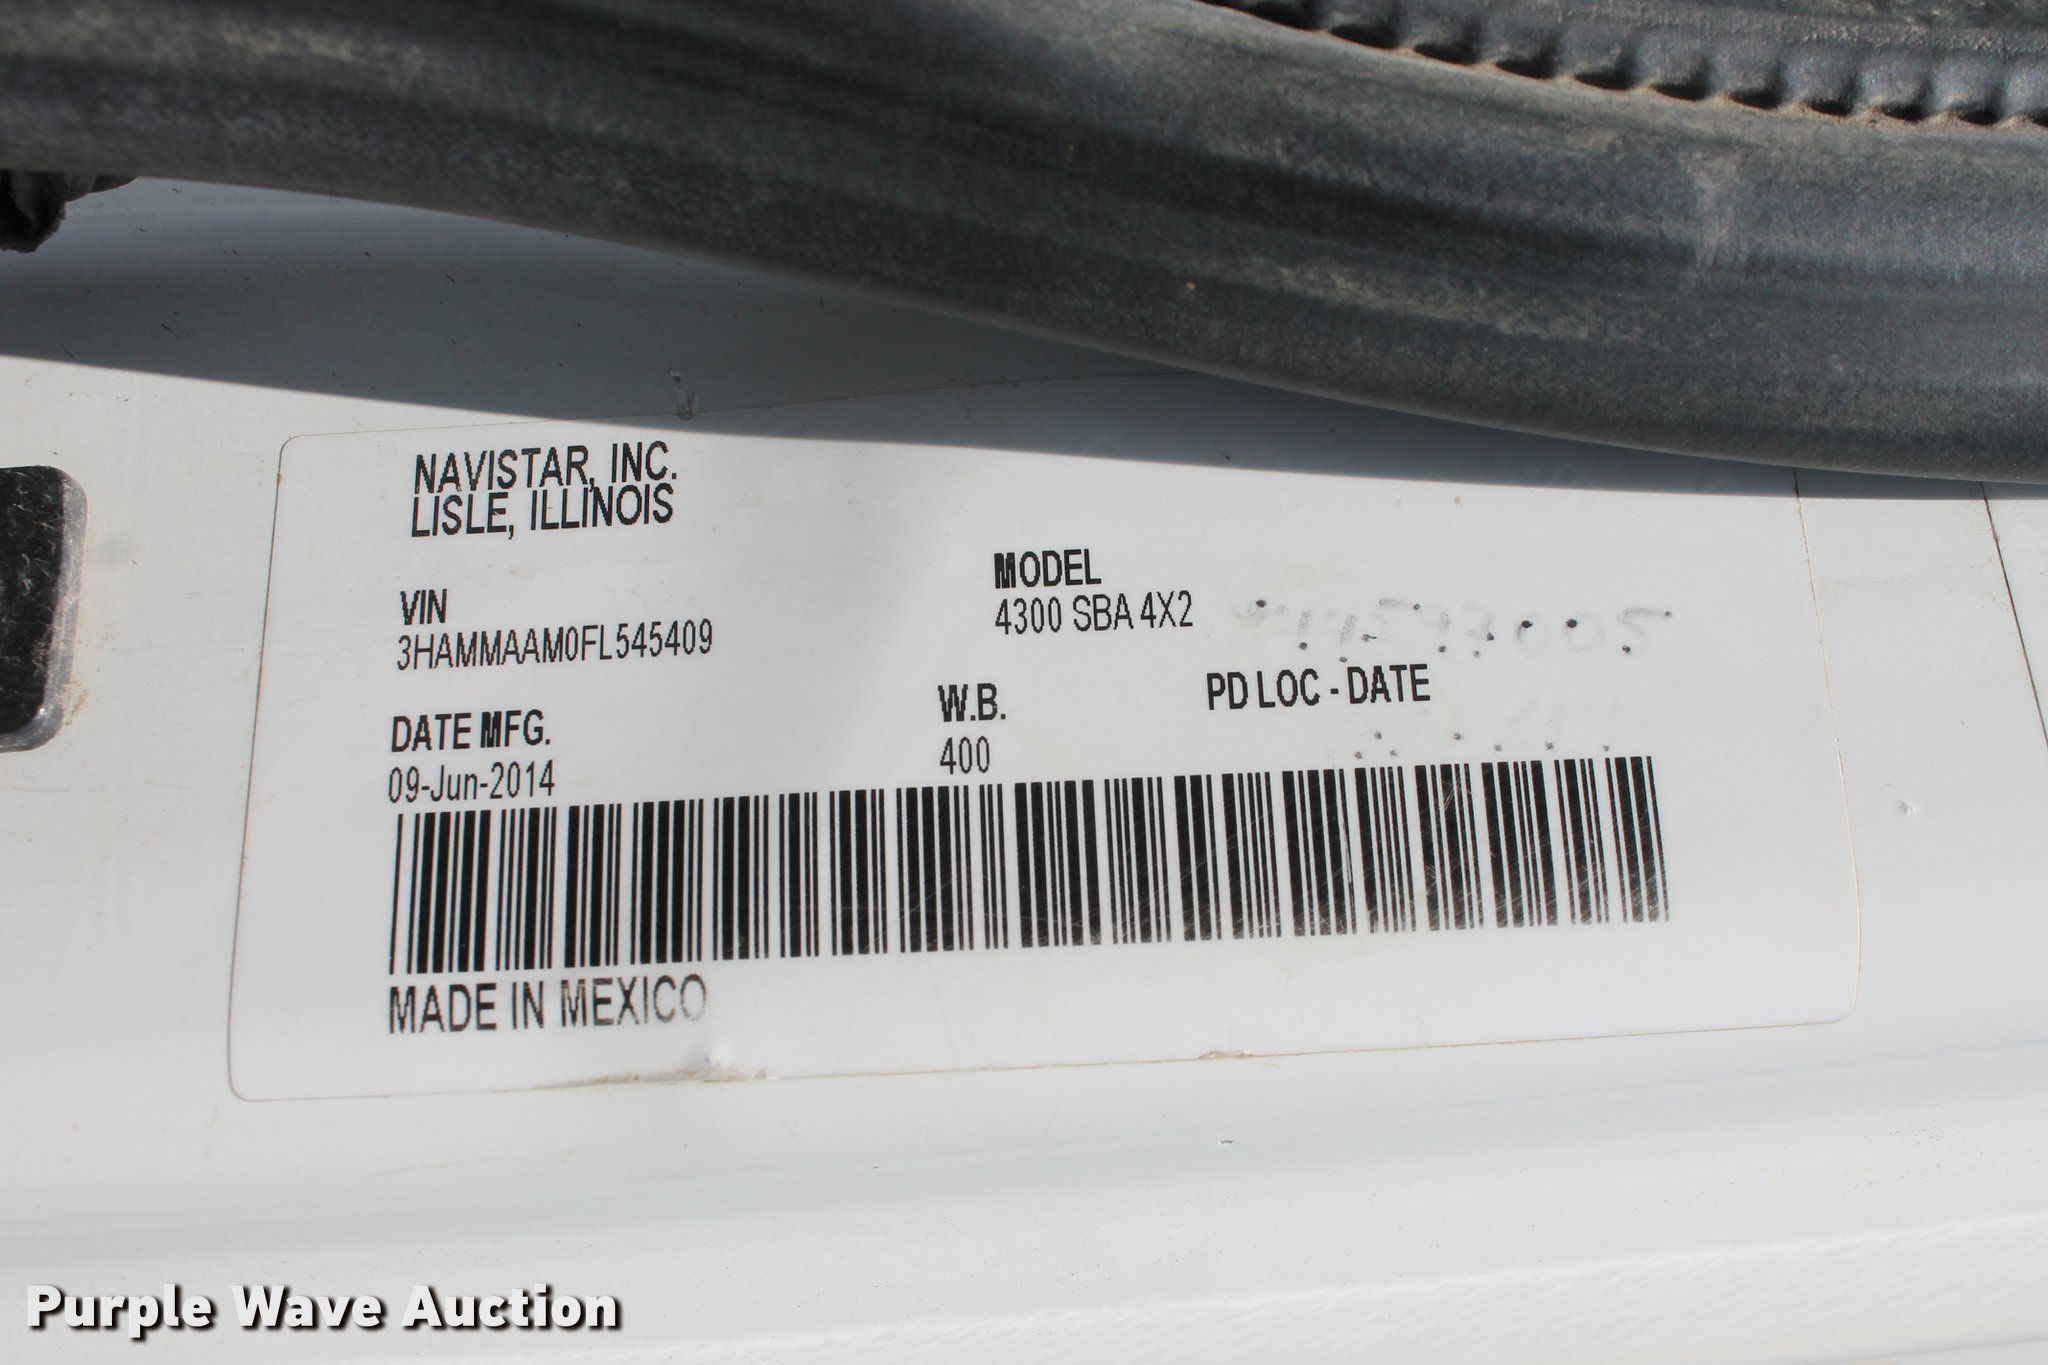 NAVISTAR, INC.
LISLE, ILLINOIS
VIN
3HAMMAAM0FL545409
MODEL
4300 SBA 4X2
DATE MFG.
09-Jun-2014
W.B.
400
PD LOC - DATE
MADE IN MEXICO
Purple Wave Auction